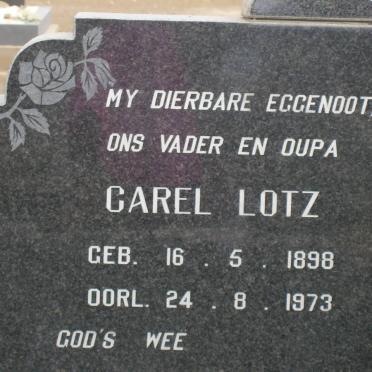 MY DIERBARE EGGENOOT,
ONS VADER EN OUPA
CAREL LOTZ
GEB. 16 . 5 . 1898
OORL. 24 . 8 . 1973
GOD'S WEE